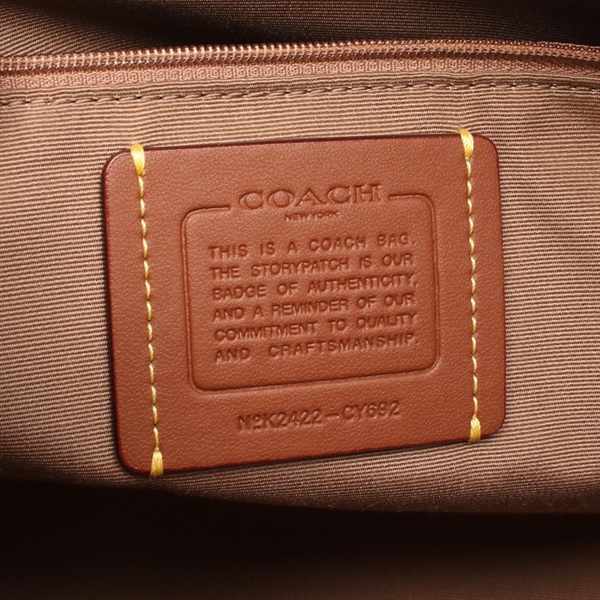 COACH
NEW YORK
THIS IS A COACH BAG.
THE STORYPATCH IS OUR
BADGE OF AUTHENTICITY,
AND A REMINDER OF OUR
COMMITMENT TO QUALITY
AND CRAFTSMANSHIP.
NoK2422-CY692